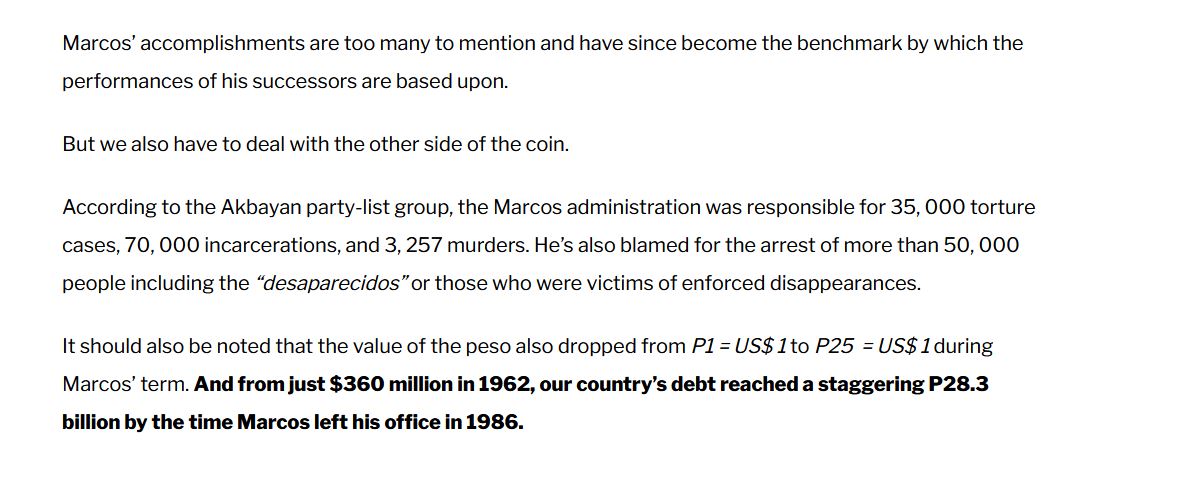 Marcos’ accomplishments are too many to mention and have since become the benchmark by which the
performances of his successors are based upon.
But we also have to deal with the other side of the coin.
According to the Akbayan party-list group, the Marcos administration was responsible for 35, 000 torture
cases, 70, 000 incarcerations, and 3, 257 murders. He’s also blamed for the arrest of more than 50, 000
people including the “desaparecidos” or those who were victims of enforced disappearances.
It should also be noted that the value of the peso also dropped from P1 = US$ 1 to P25 = US$ 1 during
Marcos’ term. And from just $360 million in 1962, our country’s debt reached a staggering P28.3
billion by the time Marcos left his office in 1986.